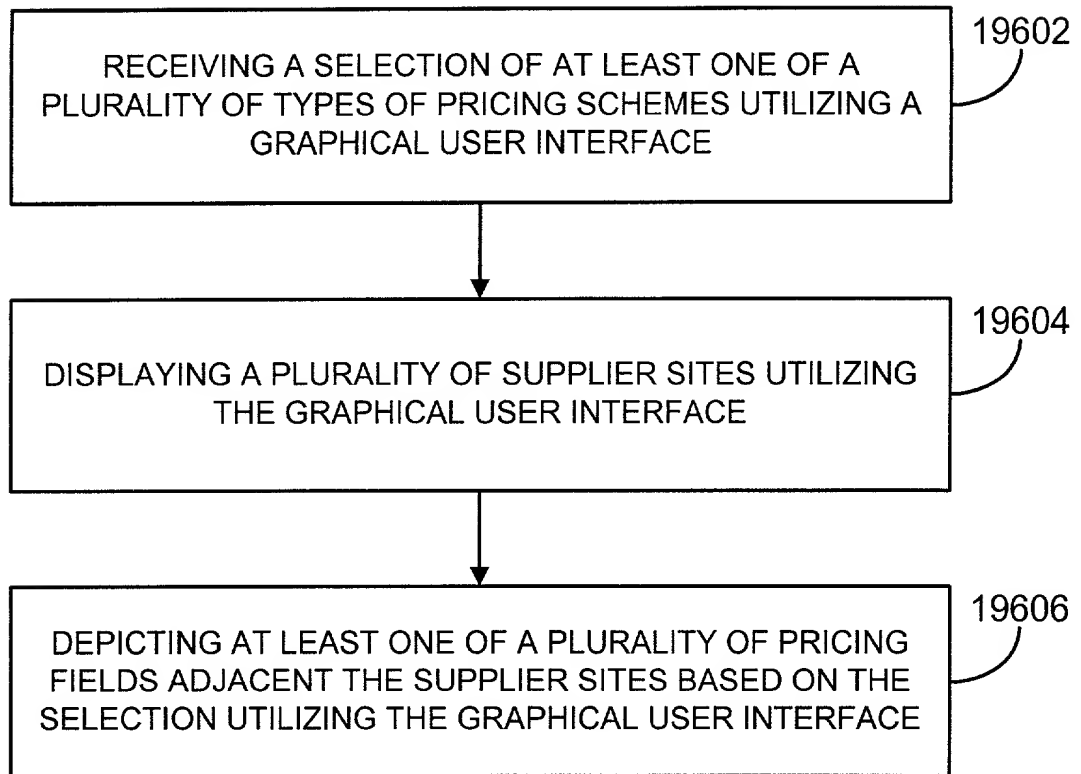 19602
RECEIVING A SELECTION OF AT LEAST ONE OF A
PLURALITY OF TYPES OF PRICING SCHEMES UTILIZING A
GRAPHICAL USER INTERFACE
19604
DISPLAYING A PLURALITY OF SUPPLIER SITES UTILIZING
THE GRAPHICAL USER INTERFACE
19606
DEPICTING AT LEAST ONE OF A PLURALITY OF PRICING
FIELDS ADJACENT THE SUPPLIER SITES BASED ON THE
SELECTION UTILIZING THE GRAPHICAL USER INTERFACE